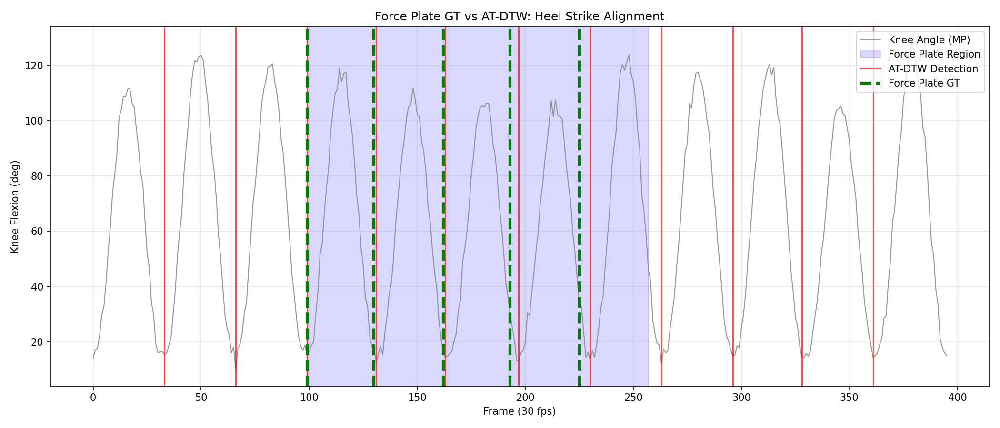 Force Plate GT vs AT-DTW: Heel Strike Alignment
Knee Angle (MP)
Force Plate Region
AT-DTW Detection
Force Plate GT
Knee Flexion (deg)
120
100
80
60
40
20
0 50 100 150 200 250 300 350 400
Frame (30 fps)